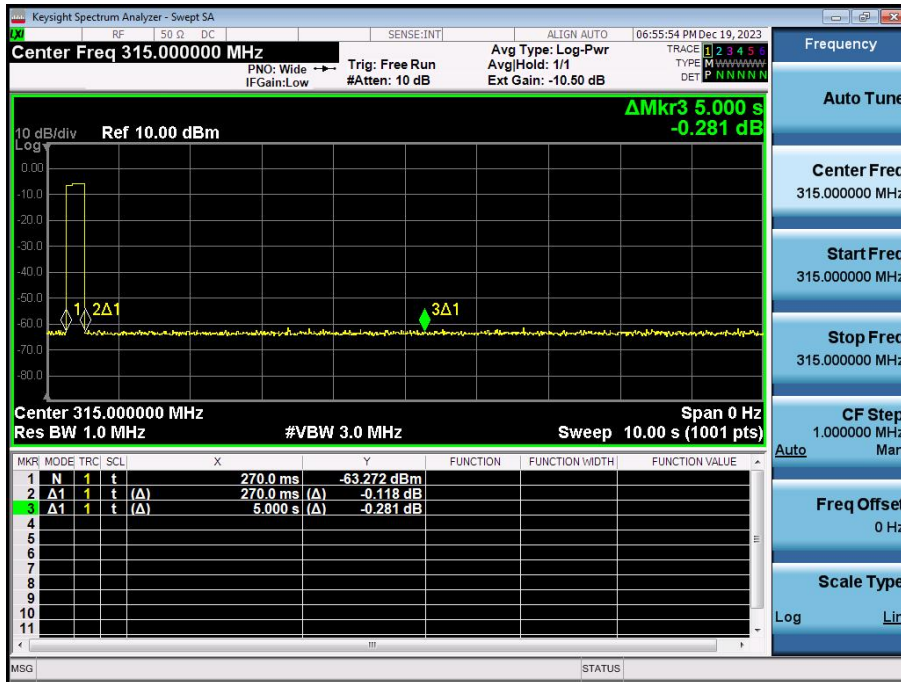 Keysight Spectrum Analyzer - Swept SA
LXI RF 50 Ω DC SENSE:INT ALIGN AUTO 06:55:54 PM Dec 19, 2023
Center Freq 315.000000 MHz
PNO: Wide
IFGain:Low
Trig: Free Run
#Atten: 10 dB
Avg Type: Log-Pwr
Avg|Hold: 1/1
Ext Gain: -10.50 dB
TRACE 1 2 3 4 5 6
TYPE M WWWWW
DET P N N N N N
ΔMkr3 5.000 s
-0.281 dB
10 dB/div Ref 10.00 dBm
Log
0.00
-10.0
-20.0
-30.0
-40.0
-50.0
-60.0
-70.0
-80.0
1 2Δ1 3Δ1
Center 315.000000 MHz Span 0 Hz
Res BW 1.0 MHz #VBW 3.0 MHz Sweep 10.00 s (1001 pts)
MKR MODE TRC SCL X Y FUNCTION FUNCTION WIDTH FUNCTION VALUE
1 N 1 t 270.0 ms -63.272 dBm
2 Δ1 1 t (Δ) 270.0 ms (Δ) -0.118 dB
3 Δ1 1 t (Δ) 5.000 s (Δ) -0.281 dB
4
5
6
7
8
9
10
11
MSG STATUS
Frequency
Auto Tune
Center Freq
315.000000 MHz
Start Freq
315.000000 MHz
Stop Freq
315.000000 MHz
CF Step
1.000000 MHz
Auto Man
Freq Offset
0 Hz
Scale Type
Log Lin